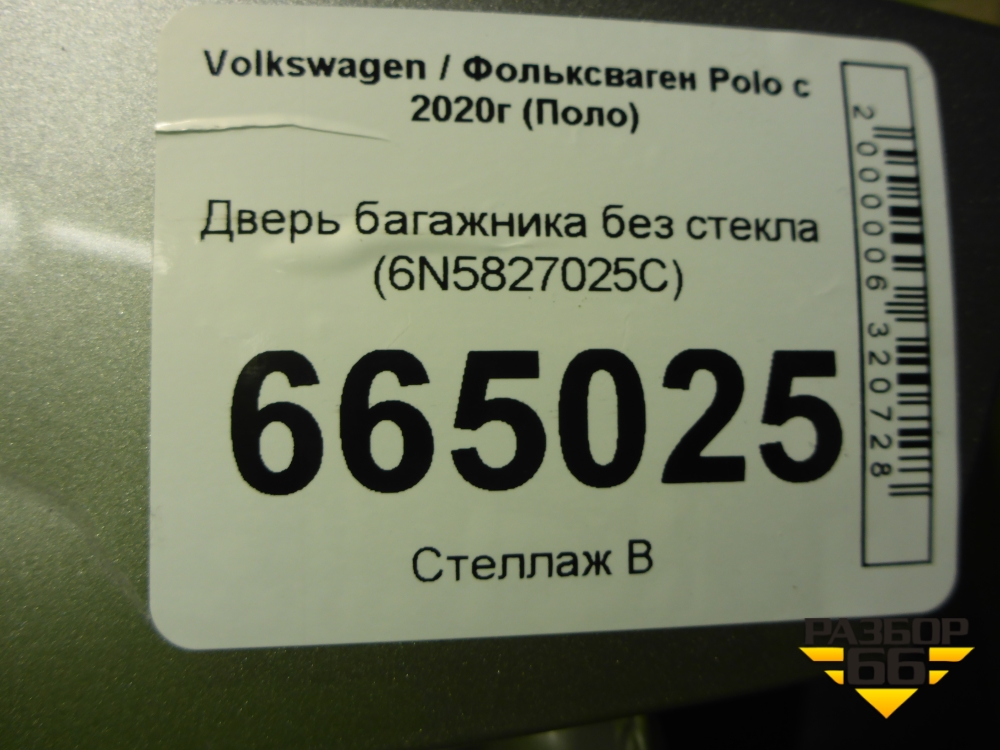 Volkswagen / Фольксваген Polo с
2020г (Поло)
Дверь багажника без стекла
(6N5827025C)
665025
Стеллаж В
2000006320728
РАЗБОР
66